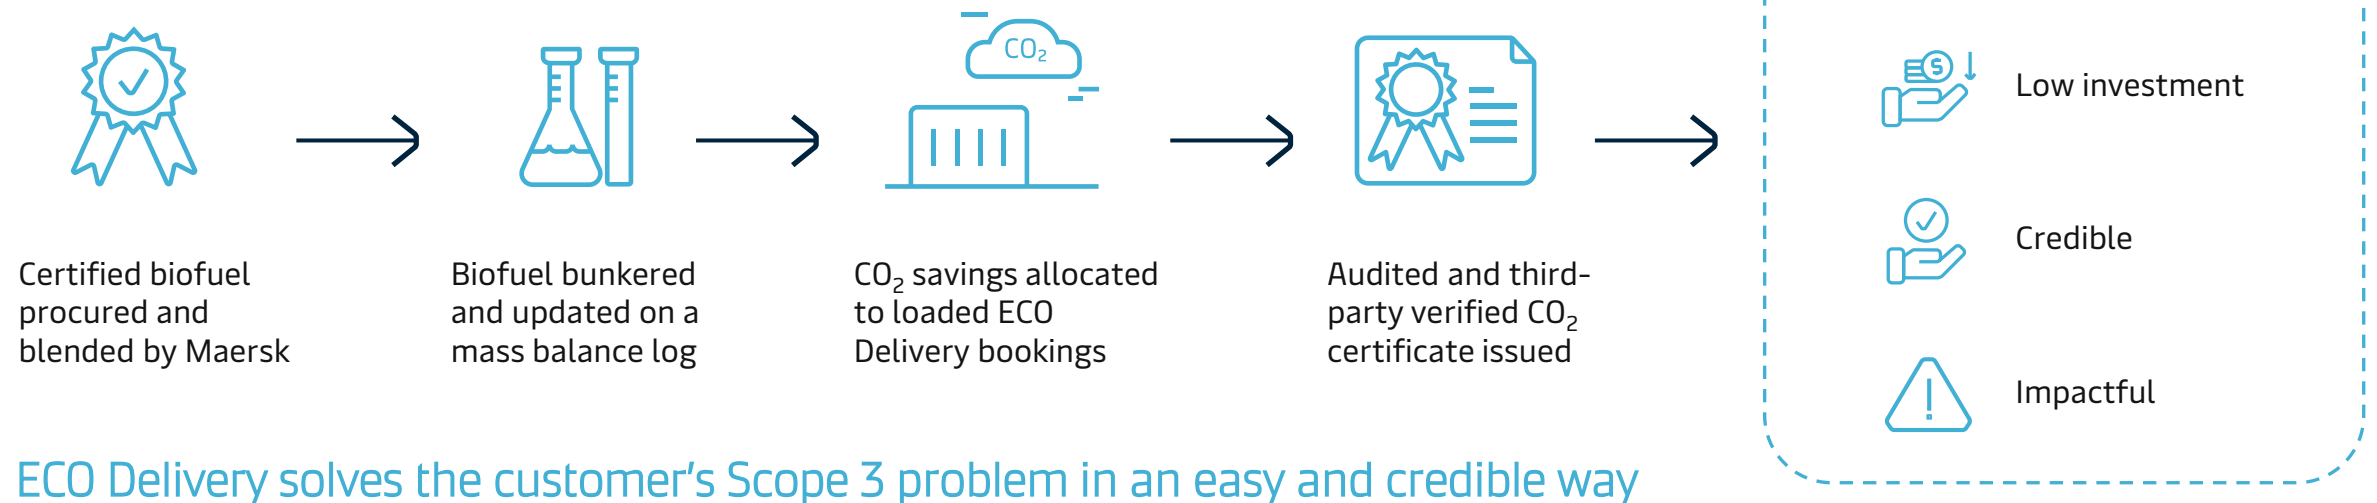 CO₂
Certified biofuel
procured and
blended by Maersk
Biofuel bunkered
and updated on a
mass balance log
CO₂ savings allocated
to loaded ECO
Delivery bookings
Audited and third-
party verified CO₂
certificate issued
$
Low investment
Credible
!
Impactful
ECO Delivery solves the customer’s Scope 3 problem in an easy and credible way